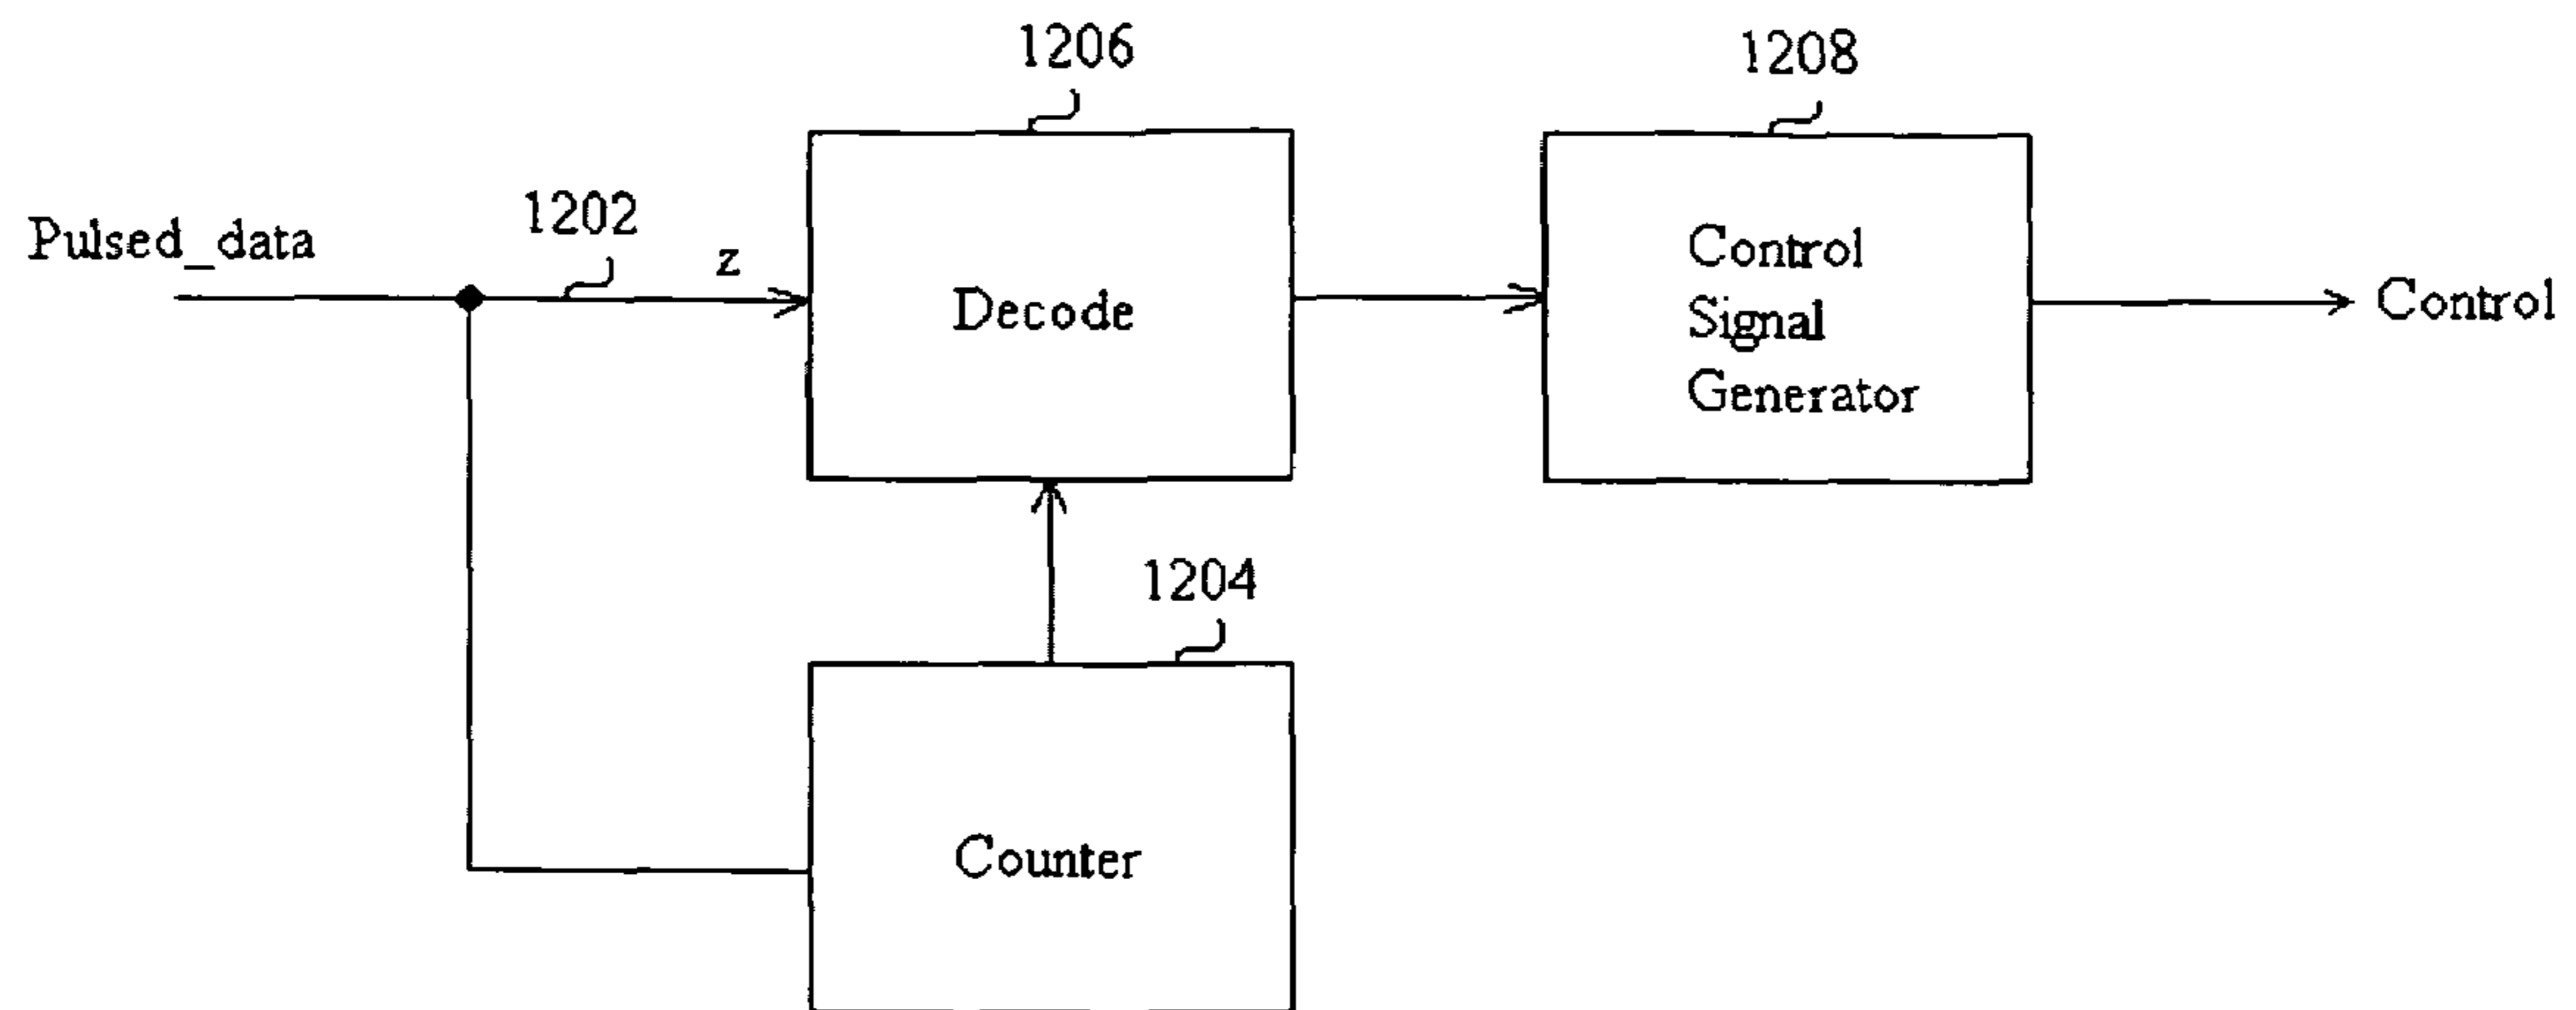 1206
1208
1202
Pulsed_data
z
Decode
Control
Signal
Generator
Control
1204
Counter